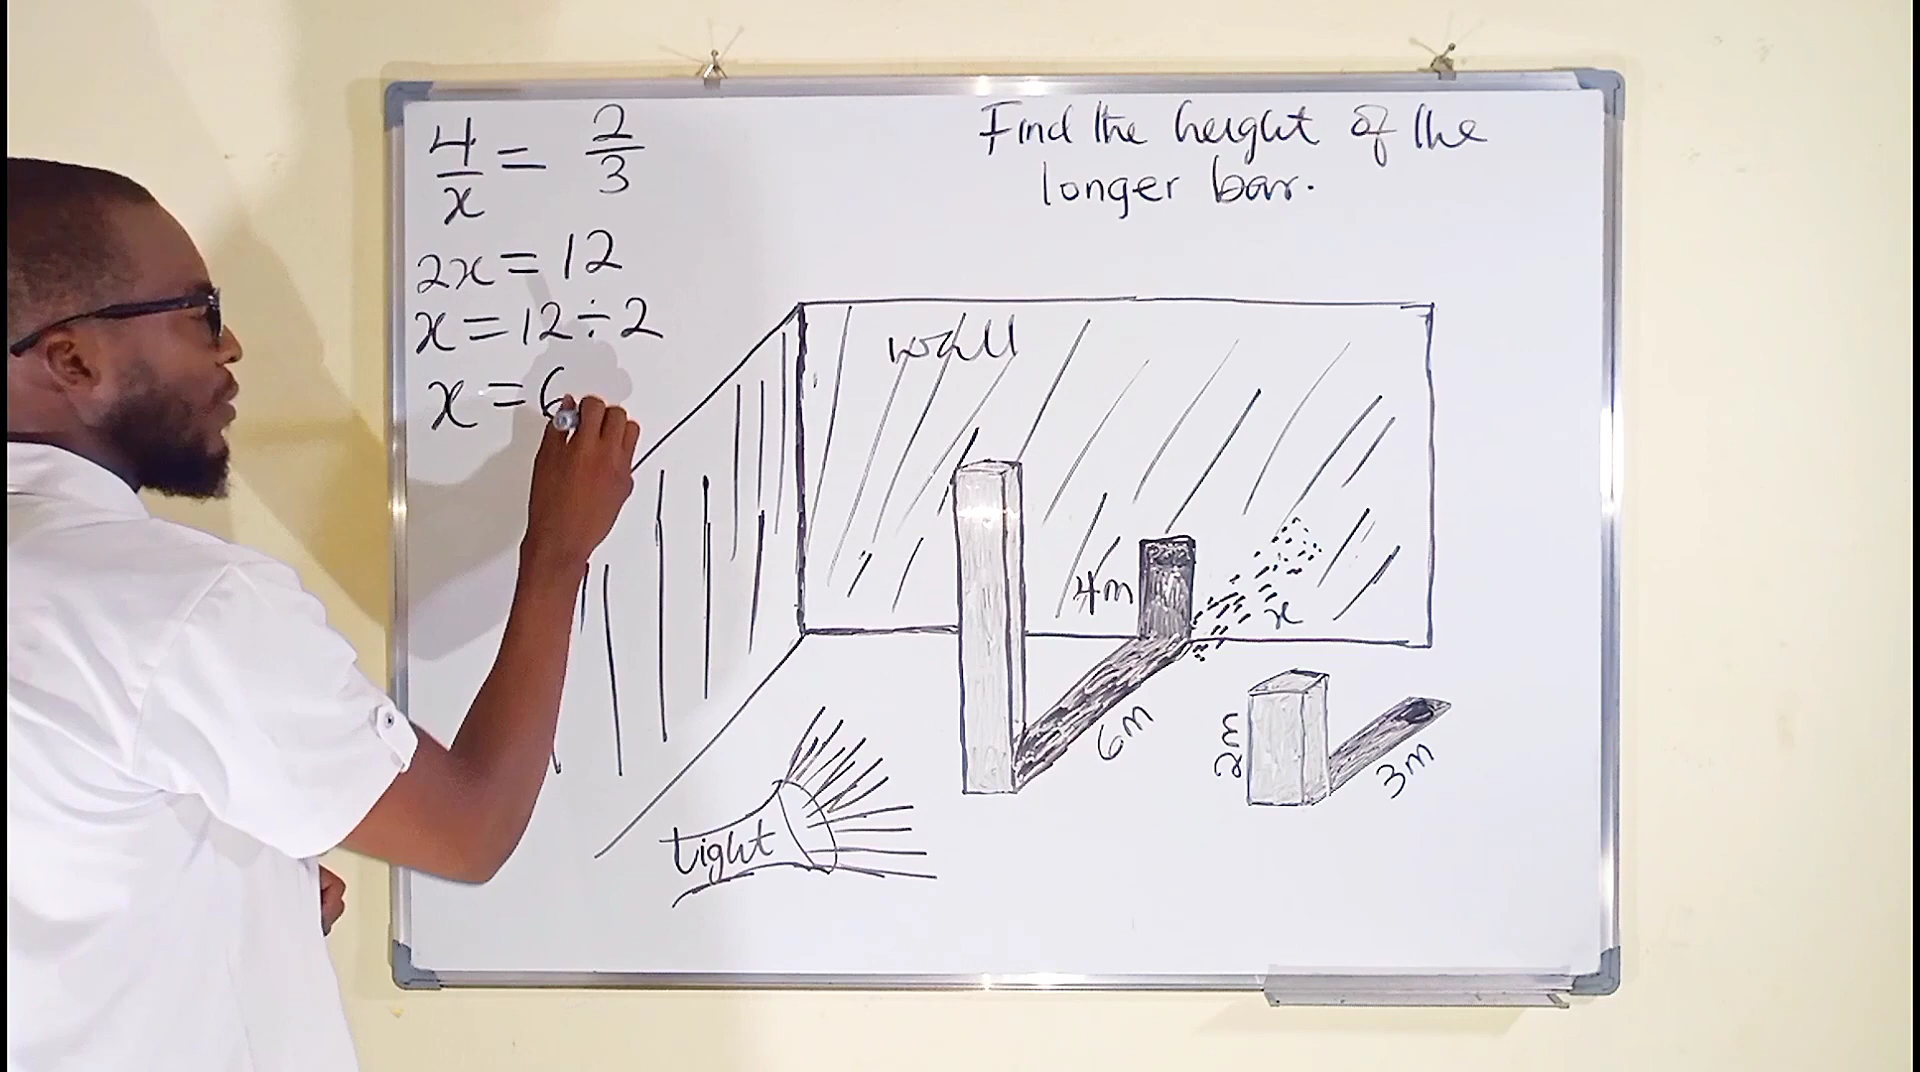 4/x = 2/3
2x = 12
x = 12 ÷ 2
x = 6
Find the height of the
longer bar.
wall
4m
x
6m
2m
3m
Light